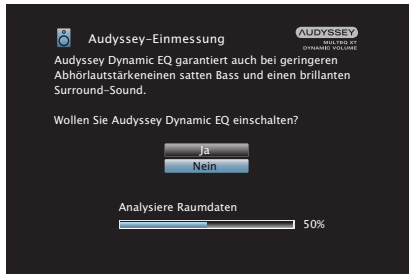 Audyssey-Einmessung
AUDYSSEY
MULTEQ XT
DYNAMIC VOLUME
Audyssey Dynamic EQ garantiert auch bei geringeren
Abhörlautstärkeneinen satten Bass und einen brillanten
Surround-Sound.
Wollen Sie Audyssey Dynamic EQ einschalten?
Ja
Nein
Analysiere Raumdaten
50%